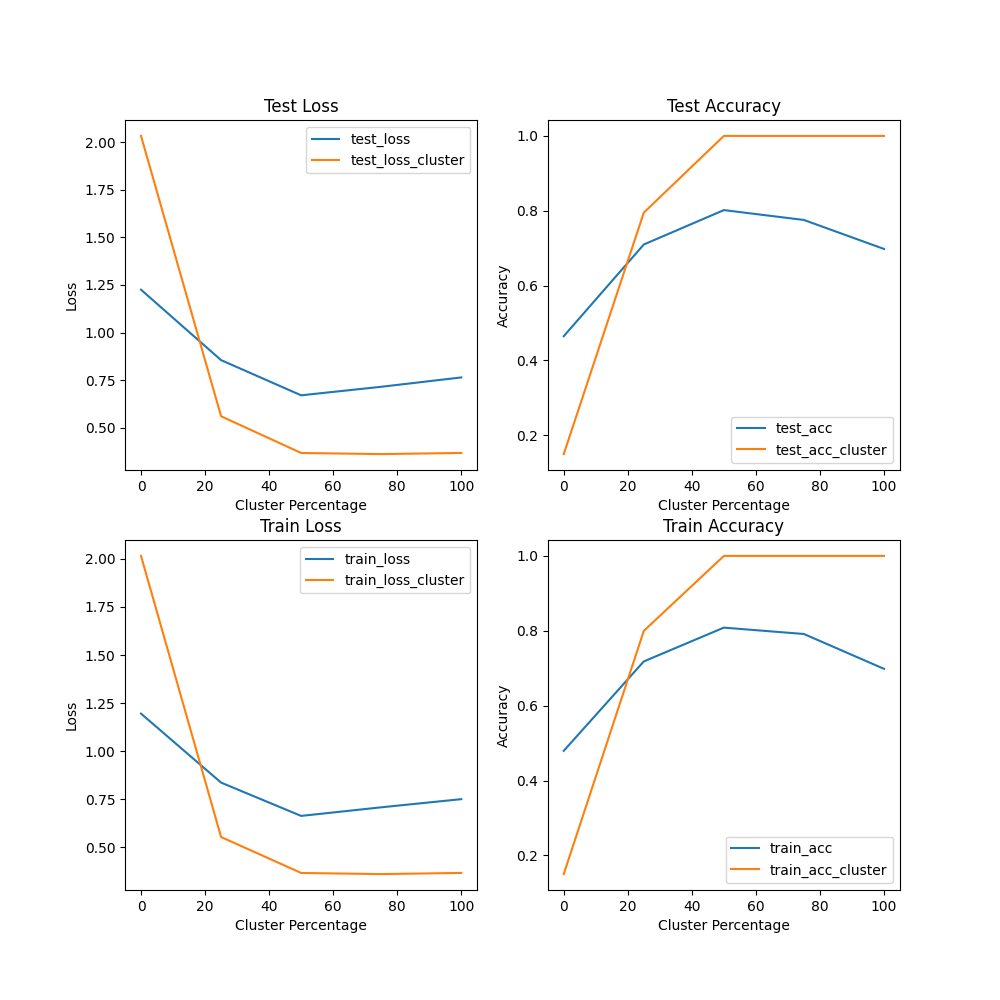 Test Loss
2.00
1.75
1.50
1.25
1.00
0.75
0.50
Loss
test_loss
test_loss_cluster
0 20 40 60 80 100
Cluster Percentage
Test Accuracy
1.0
0.8
0.6
0.4
0.2
Accuracy
test_acc
test_acc_cluster
0 20 40 60 80 100
Cluster Percentage
Train Loss
2.00
1.75
1.50
1.25
1.00
0.75
0.50
Loss
train_loss
train_loss_cluster
0 20 40 60 80 100
Cluster Percentage
Train Accuracy
1.0
0.8
0.6
0.4
0.2
Accuracy
train_acc
train_acc_cluster
0 20 40 60 80 100
Cluster Percentage